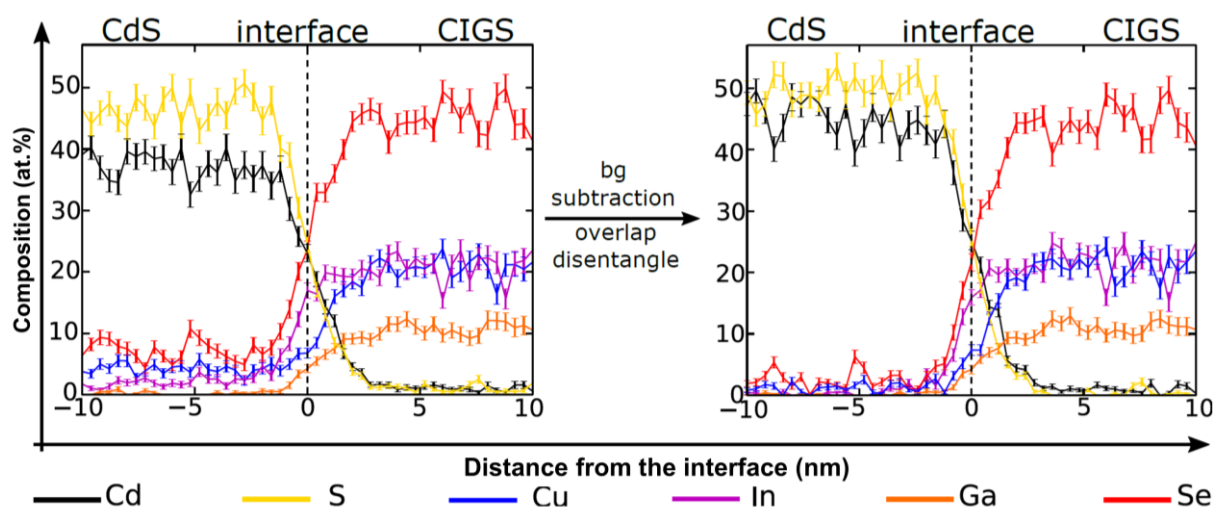 CdS interface CIGS CdS interface CIGS
Composition (at.%)
50
40
30
20
10
0
−10 −5 0 5 10
bg
subtraction
overlap
disentangle
50
40
30
20
10
0
−10 −5 0 5 10
Distance from the interface (nm)
Cd S Cu In Ga Se